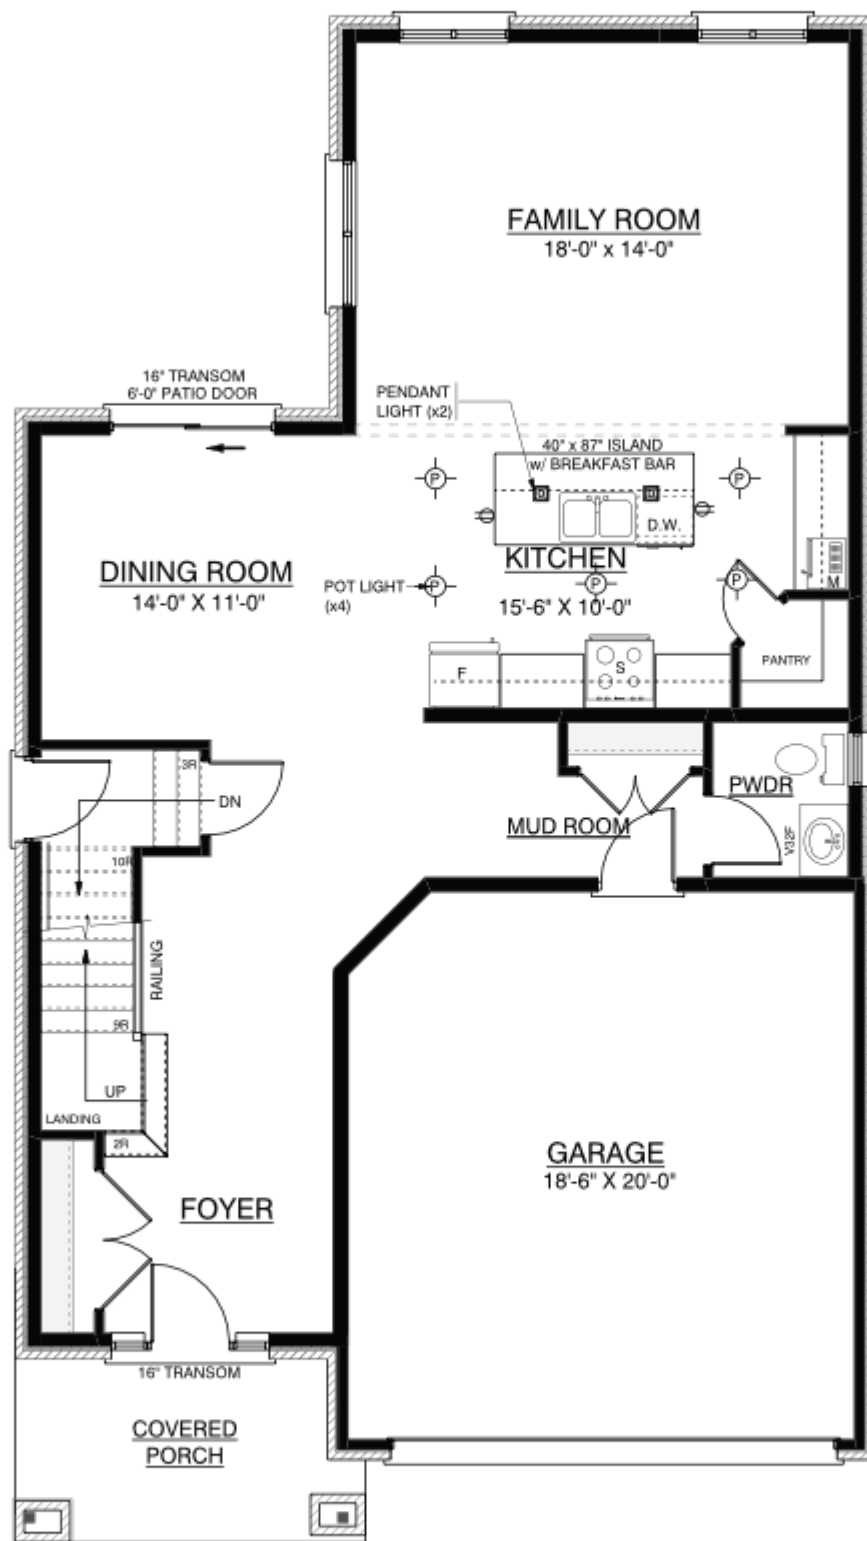 FAMILY ROOM
18'-0" x 14'-0"
16" TRANSOM
6'-0" PATIO DOOR
PENDANT
LIGHT (x2)
40" x 87" ISLAND
w/ BREAKFAST BAR
P
P
D.W.
KITCHEN
15'-6" X 10'-0"
DINING ROOM
14'-0" X 11'-0"
POT LIGHT
(x4)
P
P
P
M
PANTRY
F
S
3R
DN
PWDR
MUD ROOM
V32F
10R
RAILING
9R
UP
LANDING
2R
GARAGE
18'-6" X 20'-0"
FOYER
16" TRANSOM
COVERED
PORCH